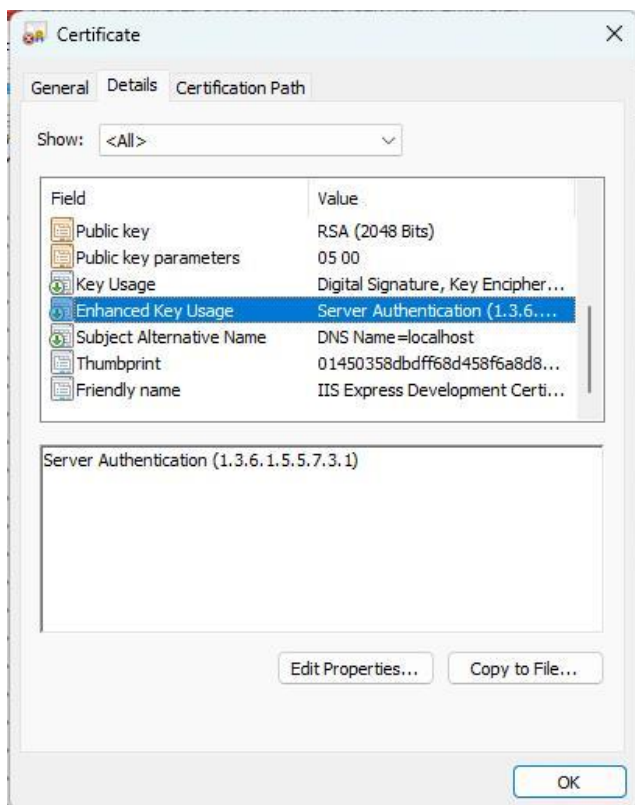 Certificate
General Details Certification Path
Show: <All>
Field Value
Public key RSA (2048 Bits)
Public key parameters 05 00
Key Usage Digital Signature, Key Encipher...
Enhanced Key Usage Server Authentication (1.3.6....
Subject Alternative Name DNS Name=localhost
Thumbprint 01450358dbdff68d458f6a8d8...
Friendly name IIS Express Development Certi...
Server Authentication (1.3.6.1.5.5.7.3.1)
Edit Properties... Copy to File...
OK